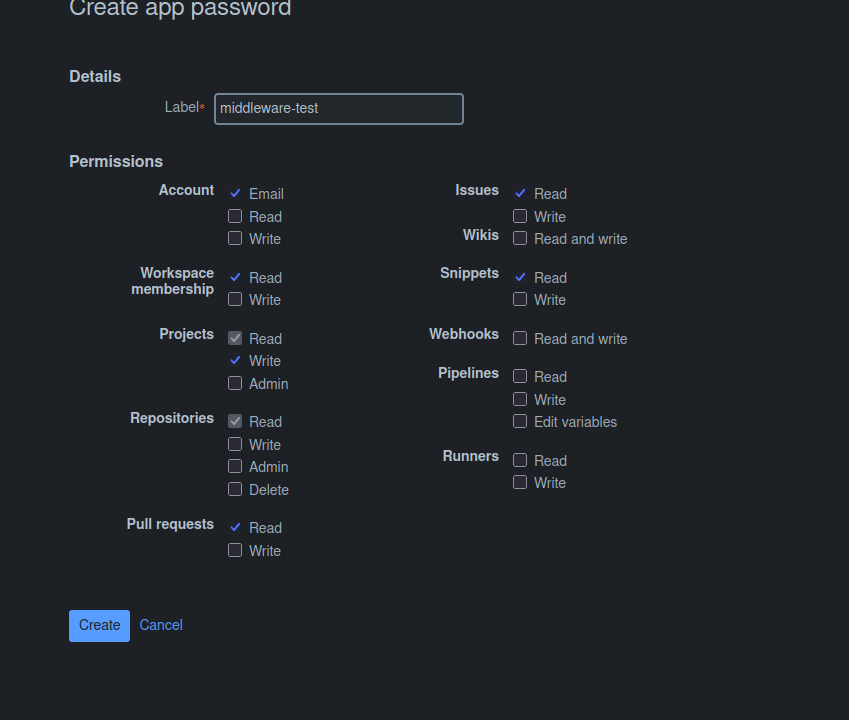 Create app password
Details
Label*
middleware-test
Permissions
Account
Email
Read
Write
Workspace
membership
Read
Write
Projects
Read
Write
Admin
Repositories
Read
Write
Admin
Delete
Pull requests
Read
Write
Issues
Read
Write
Wikis
Read and write
Snippets
Read
Write
Webhooks
Read and write
Pipelines
Read
Write
Edit variables
Runners
Read
Write
Create
Cancel